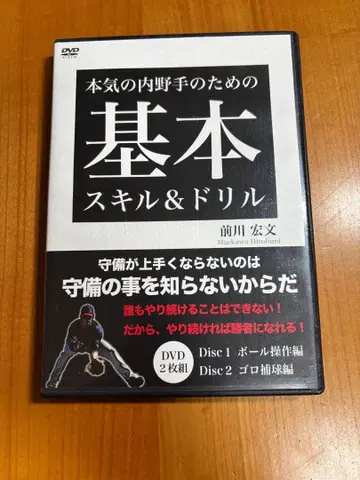 DVD
VIDEO
本気の内野手のための
基本
スキル＆ドリル
前川 宏文
Maekawa Hirofumi
守備が上手くならないのは
守備の事を知らないからだ
誰もやり続けることはできない！
だから、やり続ければ勝者になれる！
DVD
2枚組
Disc 1 ボール操作編
Disc 2 ゴロ捕球編